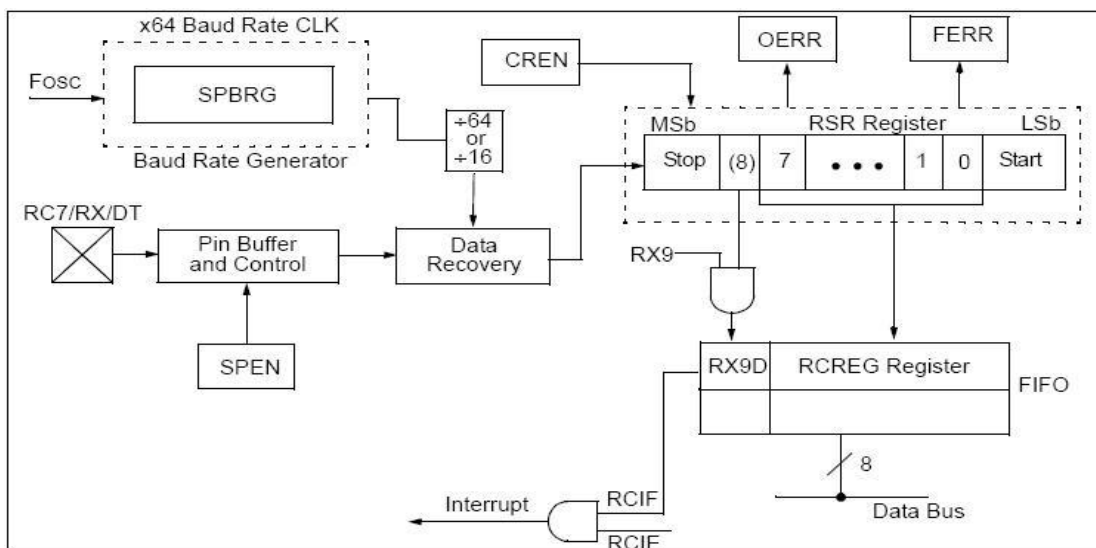 x64 Baud Rate CLK
Fosc
SPBRG
Baud Rate Generator
÷64
or
÷16
CREN
OERR
FERR
MSb
RSR Register
LSb
Stop
(8)
7
• • •
1
0
Start
RC7/RX/DT
Pin Buffer
and Control
Data
Recovery
SPEN
RX9
RX9D
RCREG Register
FIFO
8
Data Bus
Interrupt
RCIF
RCIF